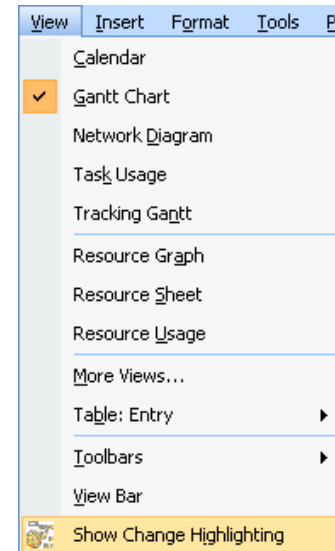 View Insert Format Tools P
Calendar
Gantt Chart
Network Diagram
Task Usage
Tracking Gantt
Resource Graph
Resource Sheet
Resource Usage
More Views...
Table: Entry
Toolbars
View Bar
Show Change Highlighting